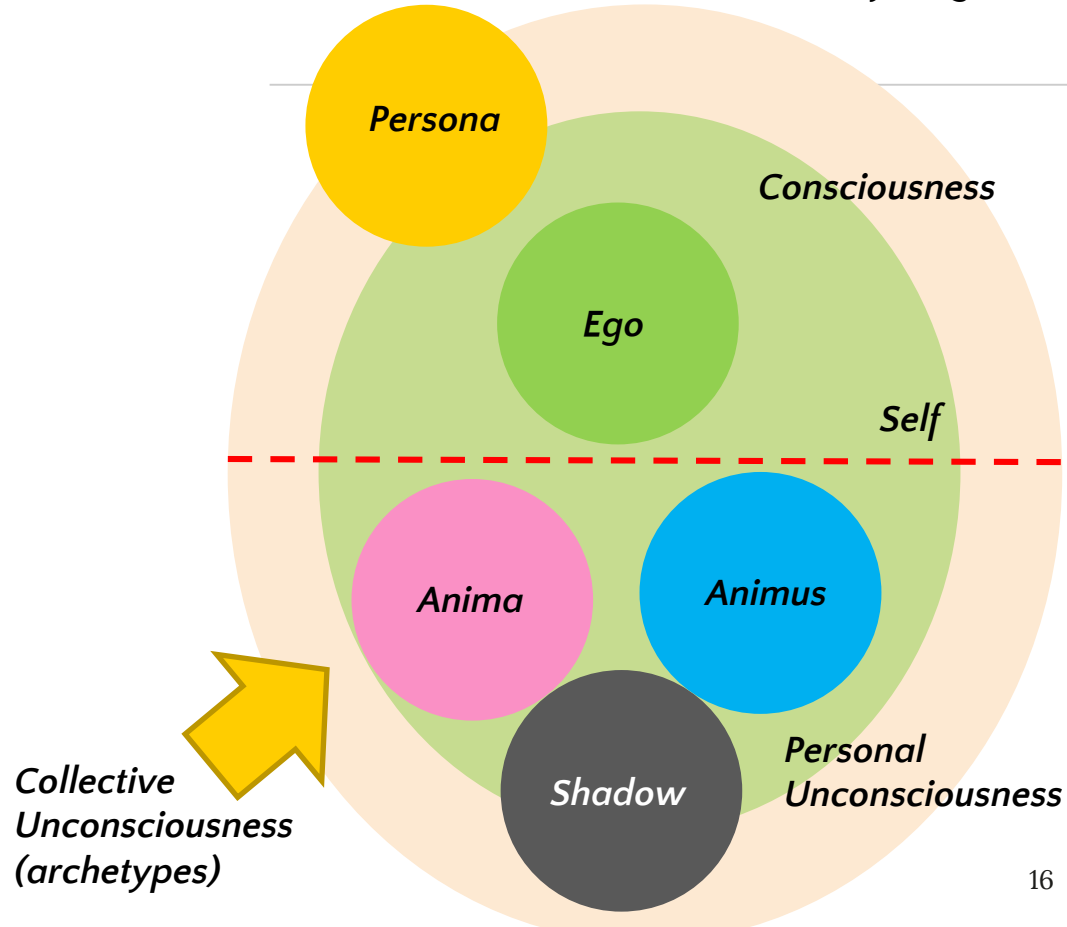 Persona
Consciousness
Ego
Self
Anima
Animus
Shadow
Personal
Unconsciousness
Collective
Unconsciousness
(archetypes)
16